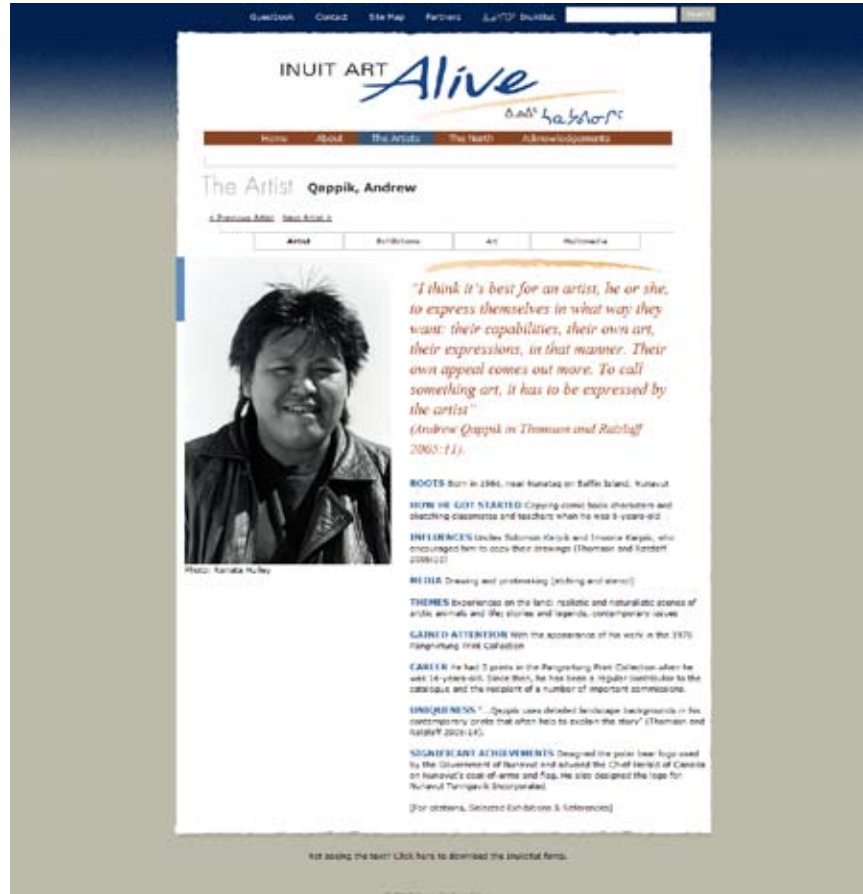 Guestbook Contact Site Map Partners Inuktitut
INUIT ART Alive
The Artists
Home About The Artists The North Acknowledgements
The Artist Qappik, Andrew
< Previous Artist Next Artist >
Artist Exhibitions Art Multimedia
"I think it's best for an artist, he or she,
to express themselves in what way they
want: their capabilities, their own art,
their expressions, in that manner. Their
own appeal comes out more. To call
something art, it has to be expressed by
the artist"
(Andrew Qappik in Thomson and Ratzlaff
2005:11).
ROOTS Born in 1964, near Nunataq on Baffin Island, Nunavut
HOW HE GOT STARTED Copying comic book characters and
sketching classmates and teachers when he was 9-years-old
INFLUENCES Uncles Solomon Karpik and Imoona Karpik, who
encouraged him to copy their drawings (Thomson and Ratzlaff
Photo: Hulley
MEDIA Drawing and printmaking (etching and stencil)
THEMES Experiences on the land: realistic and naturalistic scenes of
arctic animals and life; stories and legends, contemporary issues
GAINED ATTENTION With the appearance of his work in the 1978
Pangnirtung Print Collection
CAREER He had 3 prints in the Pangnirtung Print Collection when he
was 14-years-old. Since then, he has been a regular contributor to the
catalogue and the recipient of a number of important commissions.
UNIQUENESS "...Qappik uses detailed landscape backgrounds in his
contemporary prints that often help to explain the story" (Thomson and
Ratzlaff 2005:14).
SIGNIFICANT ACHIEVEMENTS Designed the polar bear logo used
by the Government of Nunavut and advised the Chief Herald of Canada
on Nunavut's coat-of-arms and flag. He also designed the logo for
Nunavut Tunngavik Incorporated.
[For citations, Selected Exhibitions & References]
Not seeing the text? Click here to download the Inuktitut fonts.